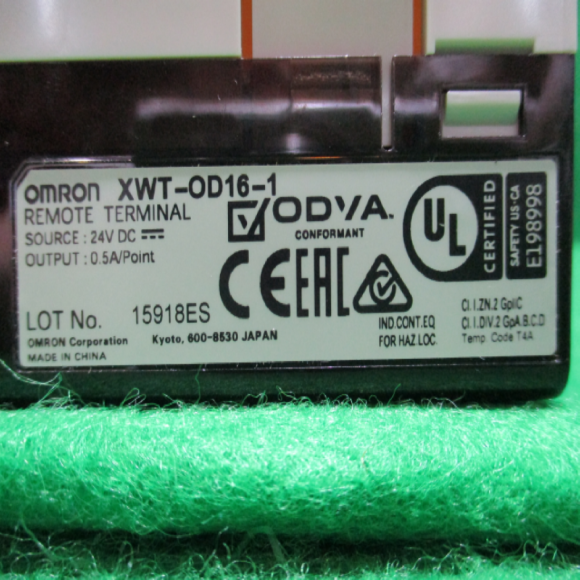 OMRON XWT-OD16-1
REMOTE TERMINAL
SOURCE : 24V DC
OUTPUT : 0.5A/Point
ODVA.
CONFORMANT
CE EAC
UL
CERTIFIED
SAFETY US-CA
E198998
LOT No. 15918ES
OMRON Corporation Kyoto, 600-8530 JAPAN
MADE IN CHINA
IND.CONT.EQ
FOR HAZ.LOC.
Cl.I.ZN.2 GpIIC
Cl.I.DIV.2 GpA.B.C.D
Temp. Code T4A